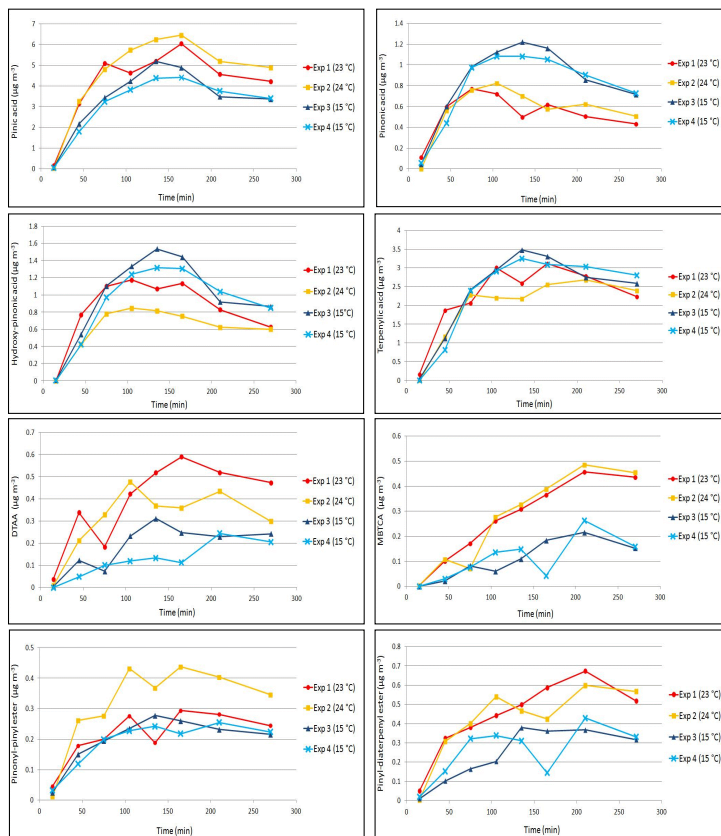 Pinic acid (µg m⁻³)
7
6
5
4
3
2
1
0
0 50 100 150 200 250 300
Time (min)
Exp 1 (23 °C)
Exp 2 (24 °C)
Exp 3 (15 °C)
Exp 4 (15 °C)
Pinonic acid (µg m⁻³)
1.4
1.2
1
0.8
0.6
0.4
0.2
0
0 50 100 150 200 250 300
Time (min)
Exp 1 (23 °C)
Exp 2 (24 °C)
Exp 3 (15 °C)
Exp 4 (15 °C)
Hydroxy-pinonic acid (µg m⁻³)
1.8
1.6
1.4
1.2
1
0.8
0.6
0.4
0.2
0
0 50 100 150 200 250 300
Time (min)
Exp 1 (23 °C)
Exp 2 (24 °C)
Exp 3 (15°C)
Exp 4 (15 °C)
Terpenylic acid (µg m⁻³)
4
3.5
3
2.5
2
1.5
1
0.5
0
0 50 100 150 200 250 300
Time (min)
Exp 1 (23 °C)
Exp 2 (24 °C)
Exp 3 (15 °C)
Exp 4 (15 °C)
DTAA (µg m⁻³)
0.7
0.6
0.5
0.4
0.3
0.2
0.1
0
0 50 100 150 200 250 300
Time (min)
Exp 1 (23 °C)
Exp 2 (24 °C)
Exp 3 (15 °C)
Exp 4 (15 °C)
MBTCA (µg m⁻³)
0.6
0.5
0.4
0.3
0.2
0.1
0
0 50 100 150 200 250 300
Time (min)
Exp 1 (23 °C)
Exp 2 (24 °C)
Exp 3 (15 °C)
Exp 4 (15 °C)
Pinonyl-pinyl ester (µg m⁻³)
0.5
0.4
0.3
0.2
0.1
0
0 50 100 150 200 250 300
Time (min)
Exp 1 (23 °C)
Exp 2 (24 °C)
Exp 3 (15 °C)
Exp 4 (15 °C)
Pinyl-diaterpenyl ester (µg m⁻³)
0.8
0.7
0.6
0.5
0.4
0.3
0.2
0.1
0
0 50 100 150 200 250 300
Time (min)
Exp 1 (23 °C)
Exp 2 (24 °C)
Exp 3 (15 °C)
Exp 4 (15 °C)